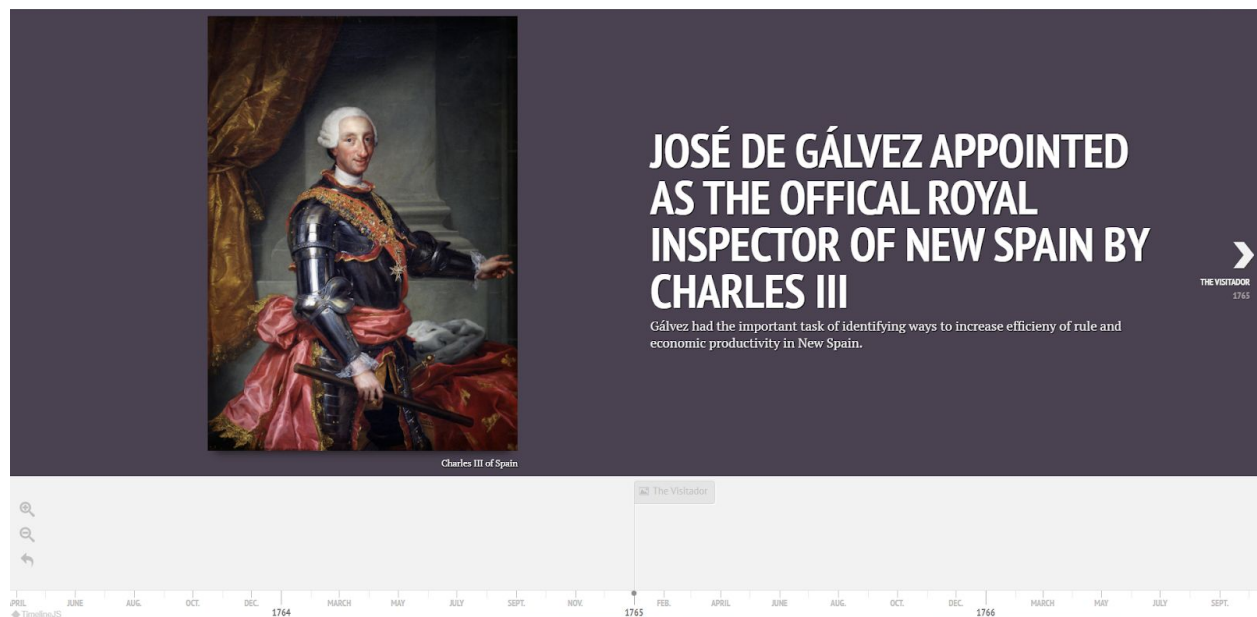 JOSÉ DE GÁLVEZ APPOINTED
AS THE OFFICAL ROYAL
INSPECTOR OF NEW SPAIN BY
CHARLES III
Gálvez had the important task of identifying ways to increase efficieny of rule and
economic productivity in New Spain.
THE VISITADOR
1765
Charles III of Spain
The Visitador
APRIL JUNE AUG. OCT. DEC. MARCH MAY JULY SEPT. NOV. FEB. APRIL JUNE AUG. OCT. DEC. MARCH MAY JULY SEPT.
1764 1765 1766
TimelineJS